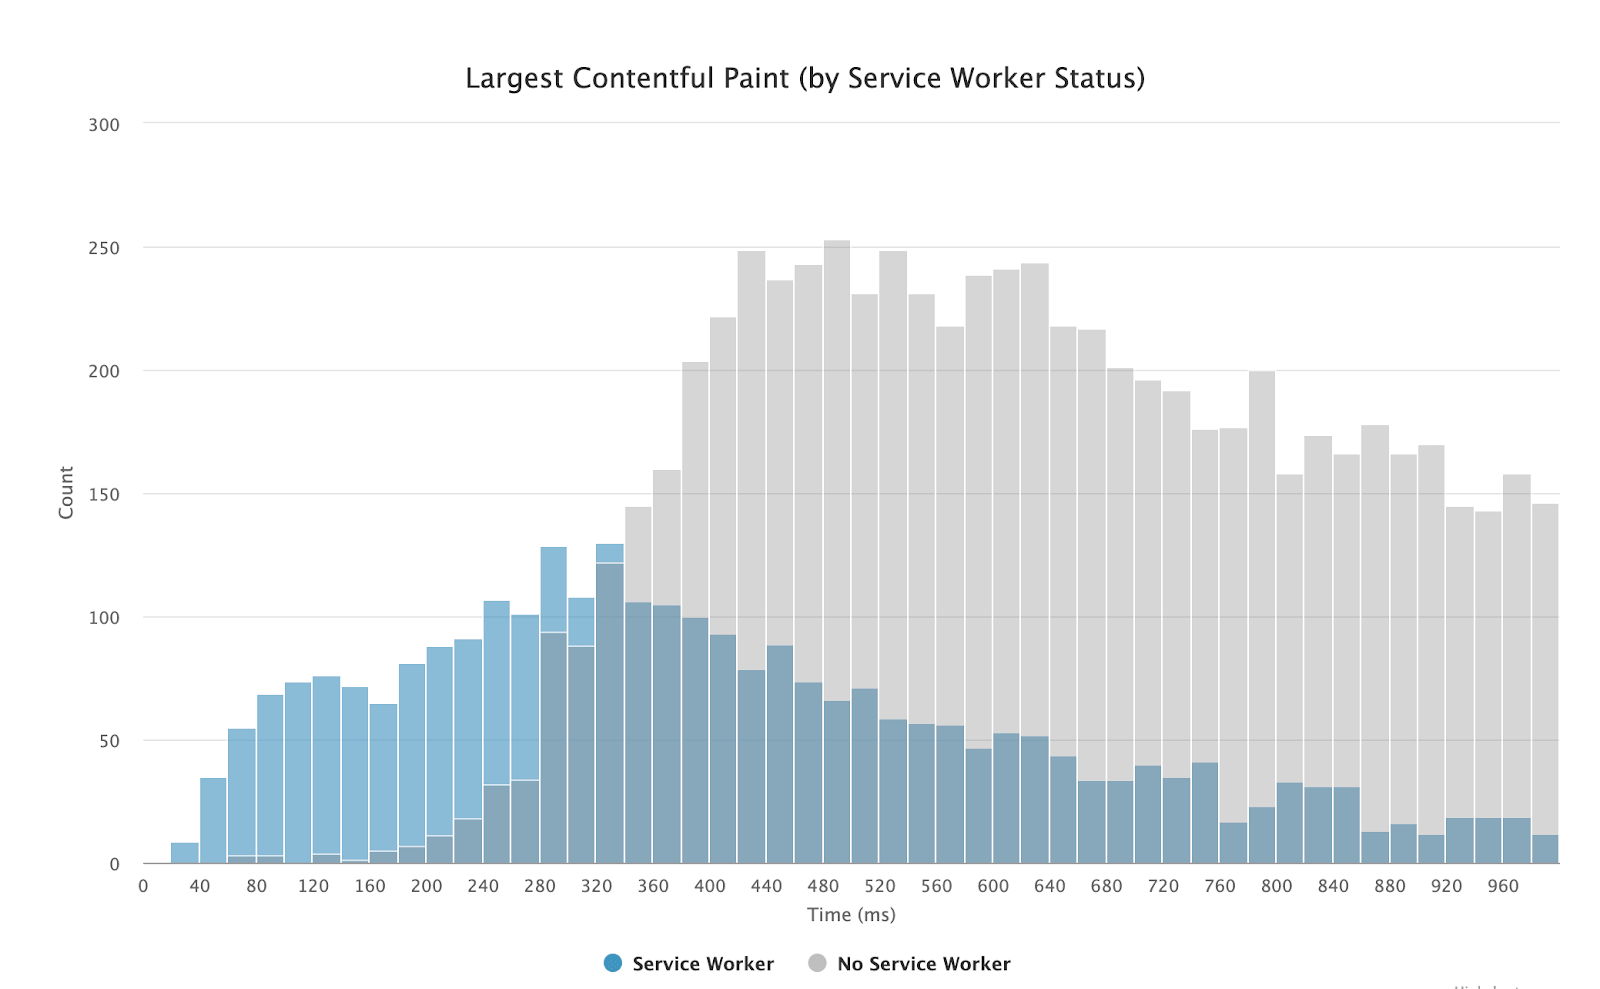 Largest Contentful Paint (by Service Worker Status)
300
250
200
150
100
50
0
Count
0 40 80 120 160 200 240 280 320 360 400 440 480 520 560 600 640 680 720 760 800 840 880 920 960
Time (ms)
Service Worker No Service Worker